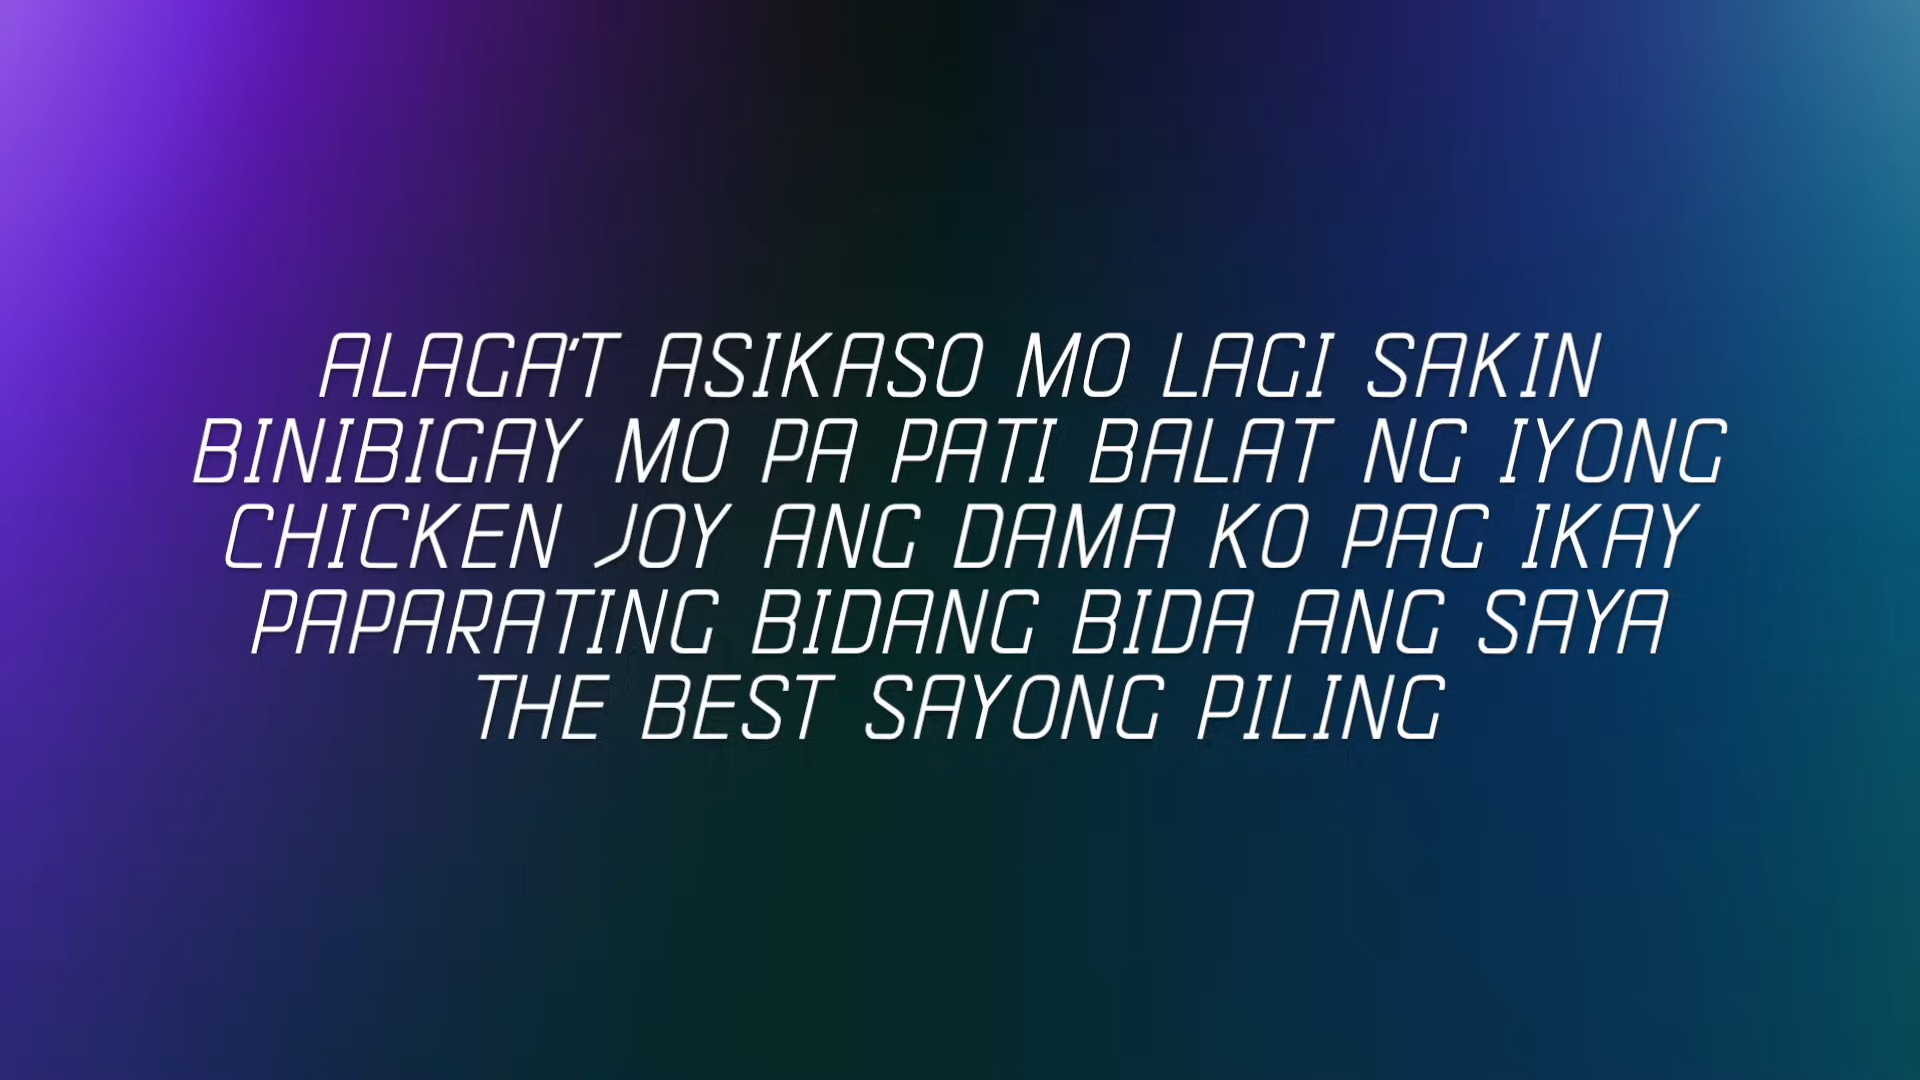 ALAGA'T ASIKASO MO LAGI SAKIN
BINIBIGAY MO PA PATI BALAT NG IYONG
CHICKEN JOY ANG DAMA KO PAG IKAY
PAPARATING BIDANG BIDA ANG SAYA
THE BEST SAYONG PILING